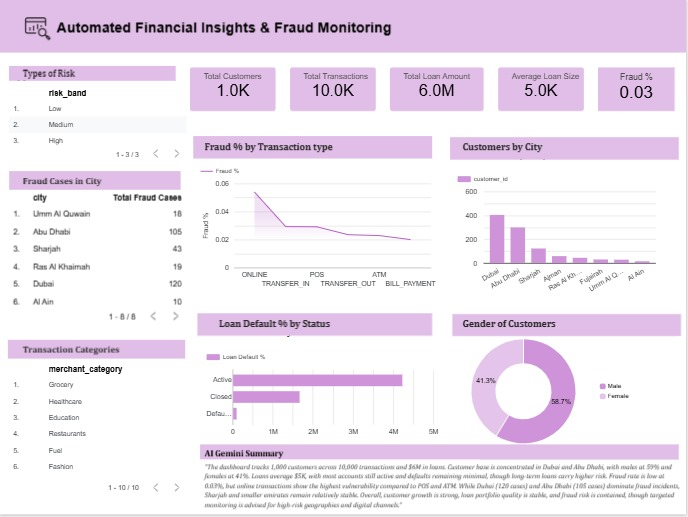 Automated Financial Insights & Fraud Monitoring
Types of Risk
risk_band
1. Low
2. Medium
3. High
1 - 3 / 3
Fraud Cases in City
city Total Fraud Cases
1. Umm Al Quwain 18
2. Abu Dhabi 105
3. Sharjah 43
4. Ras Al Khaimah 19
5. Dubai 120
6. Al Ain 10
1 - 8 / 8
Transaction Categories
merchant_category
1. Grocery
2. Healthcare
3. Education
4. Restaurants
5. Fuel
6. Fashion
1 - 10 / 10
Total Customers
1.0K
Total Transactions
10.0K
Total Loan Amount
6.0M
Average Loan Size
5.0K
Fraud %
0.03
Fraud % by Transaction type
Fraud %
Fraud %
0.06
0.04
0.02
0
ONLINE
TRANSFER_IN
POS
TRANSFER_OUT
ATM
BILL_PAYMENT
Customers by City
customer_id
600
400
200
0
Dubai
Abu Dhabi
Sharjah
Ajman
Ras Al Kh...
Fujairah
Umm Al Q...
Al Ain
Loan Default % by Status
Loan Default %
Active
Closed
Defau...
0 1M 2M 3M 4M 5M
Gender of Customers
41.3%
58.7%
Male
Female
AI Gemini Summary
"The dashboard tracks 1,000 customers across 10,000 transactions and $6M in loans. Customer base is concentrated in Dubai and Abu Dhabi, with males at 59% and
females at 41%. Loans average $5K, with most accounts still active and defaults remaining minimal, though long-term loans carry higher risk. Fraud rate is low at
0.03%, but online transactions show the highest vulnerability compared to POS and ATM. While Dubai (120 cases) and Abu Dhabi (105 cases) dominate fraud incidents,
Sharjah and smaller emirates remain relatively stable. Overall, customer growth is strong, loan portfolio quality is stable, and fraud risk is contained, though targeted
monitoring is advised for high-risk geographies and digital channels."